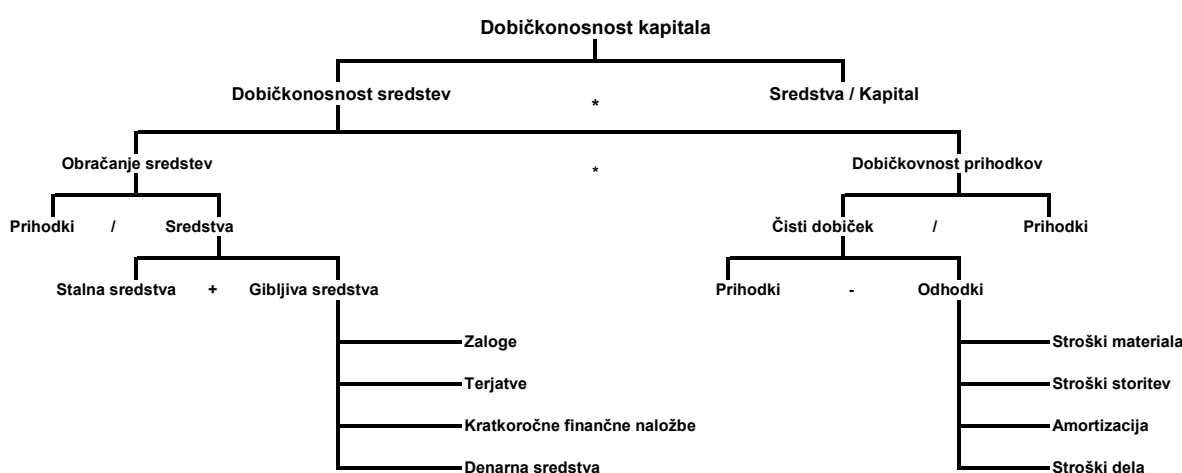 Dobičkonosnost kapitala
Dobičkonosnost sredstev * Sredstva / Kapital
Obračanje sredstev * Dobičkovnost prihodkov
Prihodki / Sredstva Čisti dobiček / Prihodki
Stalna sredstva + Gibljiva sredstva Prihodki - Odhodki
Zaloge Stroški materiala
Terjatve Stroški storitev
Kratkoročne finančne naložbe Amortizacija
Denarna sredstva Stroški dela